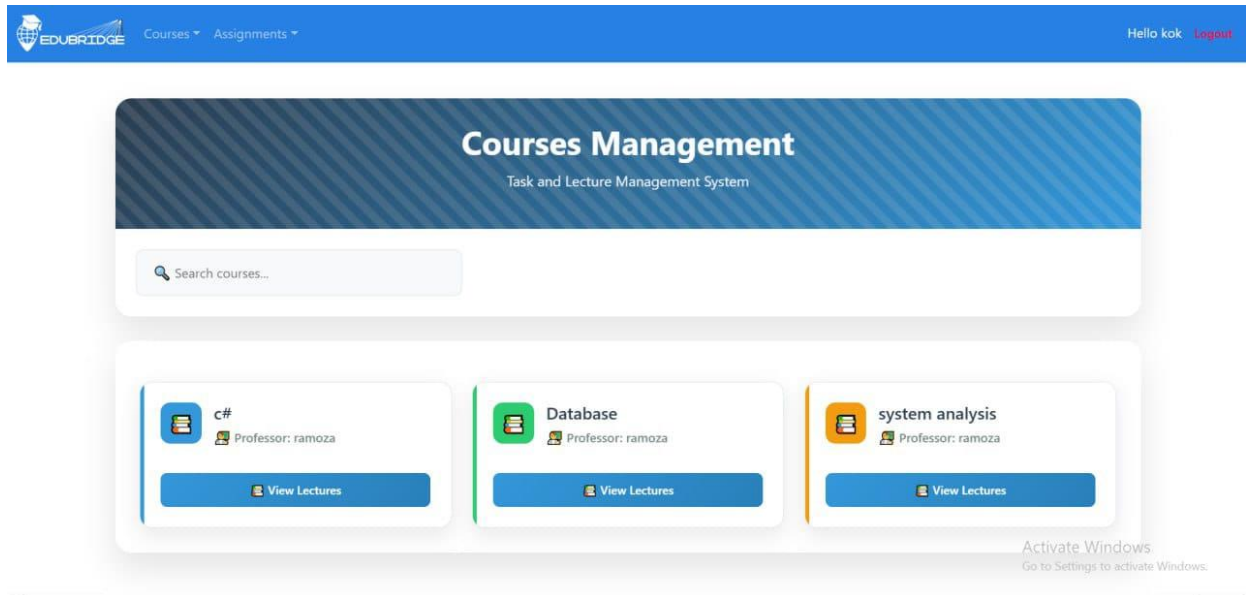 EDUBRIDGE Courses Assignments Hello kok Logout
Courses Management
Task and Lecture Management System
Search courses...
c#
Professor: ramoza
View Lectures
Database
Professor: ramoza
View Lectures
system analysis
Professor: ramoza
View Lectures
Activate Windows
Go to Settings to activate Windows.